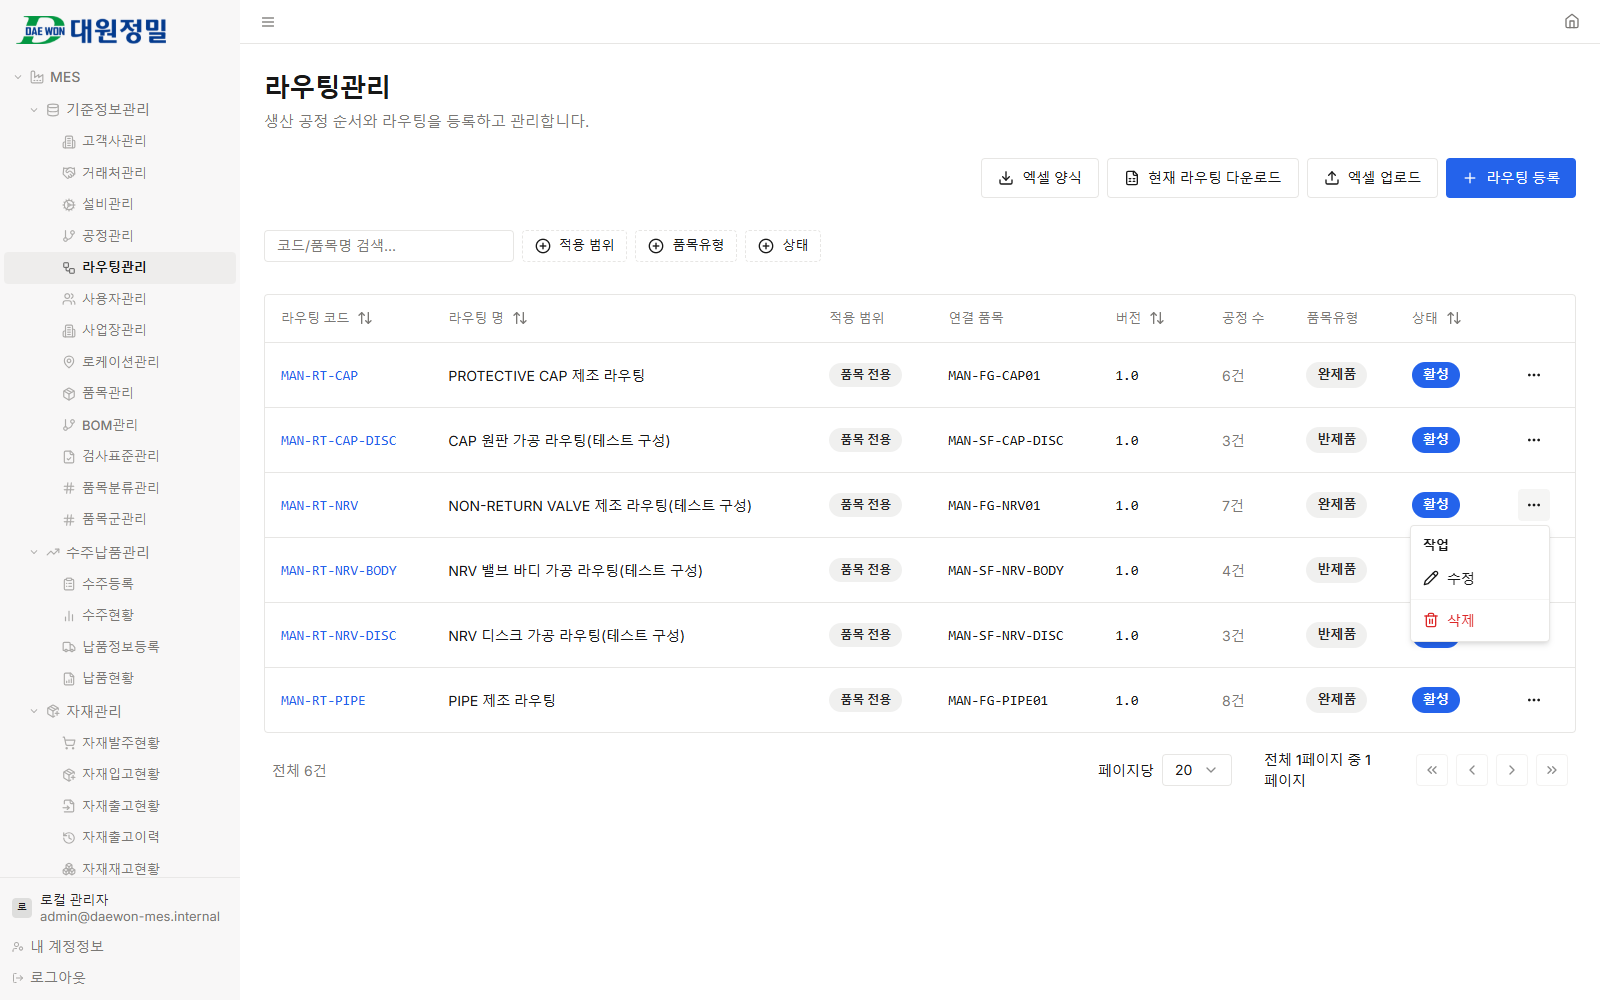 DAE WON 대원정밀
MES
기준정보관리
고객사관리
거래처관리
설비관리
공정관리
라우팅관리
사용자관리
사업장관리
로케이션관리
품목관리
BOM관리
검사표준관리
품목분류관리
품목군관리
수주납품관리
수주등록
수주현황
납품정보등록
납품현황
자재관리
자재발주현황
자재입고현황
자재출고현황
자재출고이력
자재재고현황
로
로컬 관리자
admin@daewon-mes.internal
내 계정정보
로그아웃
라우팅관리
생산 공정 순서와 라우팅을 등록하고 관리합니다.
엑셀 양식 현재 라우팅 다운로드 엑셀 업로드 라우팅 등록
코드/품목명 검색... 적용 범위 품목유형 상태
라우팅 코드 라우팅 명 적용 범위 연결 품목 버전 공정 수 품목유형 상태
MAN-RT-CAP PROTECTIVE CAP 제조 라우팅 품목 전용 MAN-FG-CAP01 1.0 6건 완제품 활성
MAN-RT-CAP-DISC CAP 원판 가공 라우팅(테스트 구성) 품목 전용 MAN-SF-CAP-DISC 1.0 3건 반제품 활성
MAN-RT-NRV NON-RETURN VALVE 제조 라우팅(테스트 구성) 품목 전용 MAN-FG-NRV01 1.0 7건 완제품 활성
MAN-RT-NRV-BODY NRV 밸브 바디 가공 라우팅(테스트 구성) 품목 전용 MAN-SF-NRV-BODY 1.0 4건 반제품
MAN-RT-NRV-DISC NRV 디스크 가공 라우팅(테스트 구성) 품목 전용 MAN-SF-NRV-DISC 1.0 3건 반제품
MAN-RT-PIPE PIPE 제조 라우팅 품목 전용 MAN-FG-PIPE01 1.0 8건 완제품 활성
작업
수정
삭제
전체 6건 페이지당 20 전체 1페이지 중 1
페이지